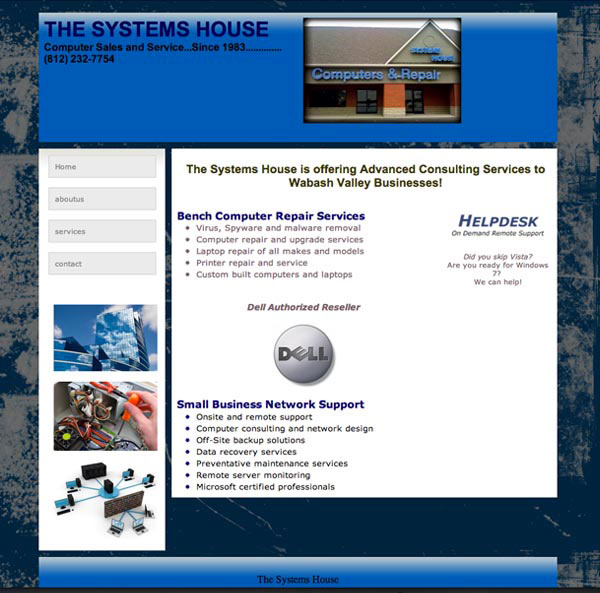 THE SYSTEMS HOUSE
Computer Sales and Service...Since 1983.............
(812) 232-7754
SYSTEMS
HOUSE
Computers & Repair
Home
aboutus
services
contact
The Systems House is offering Advanced Consulting Services to
Wabash Valley Businesses!
Bench Computer Repair Services
Virus, Spyware and malware removal
Computer repair and upgrade services
Laptop repair of all makes and models
Printer repair and service
Custom built computers and laptops
HELPDESK
On Demand Remote Support
Did you skip Vista?
Are you ready for Windows
7?
We can help!
Dell Authorized Reseller
DELL
Small Business Network Support
Onsite and remote support
Computer consulting and network design
Off-Site backup solutions
Data recovery services
Preventative maintenance services
Remote server monitoring
Microsoft certified professionals
The Systems House